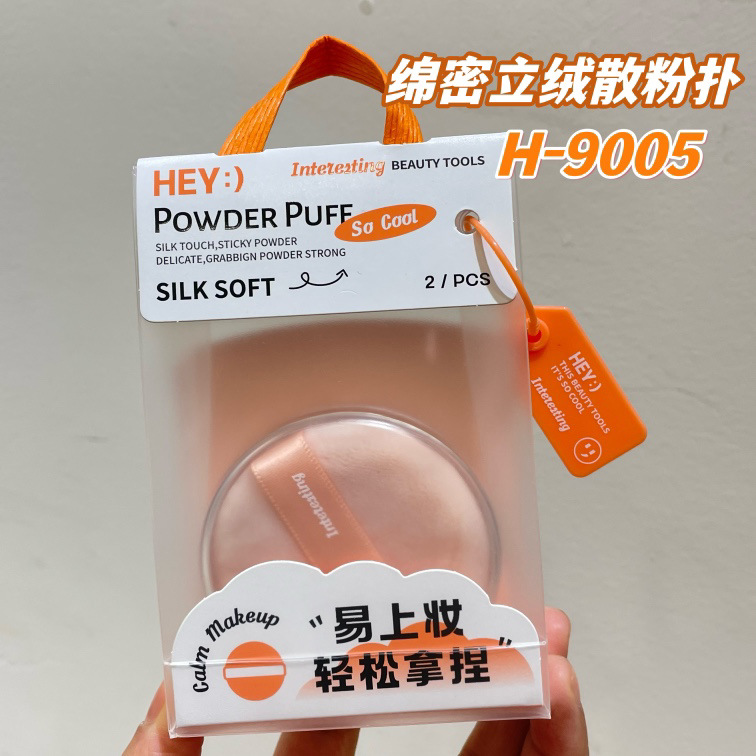 绵密立绒散粉扑
H-9005
HEY:)
Interesting BEAUTY TOOLS
POWDER PUFF
So Cool
SILK TOUCH,STICKY POWDER
DELICATE,GRABBIGN POWDER STRONG
SILK SOFT
2 / PCS
HEY:)
THIS BEAUTY TOOLS
IT'S SO COOL
Interesting
Interesting
Calm Makeup
"易上妆
轻松拿捏"